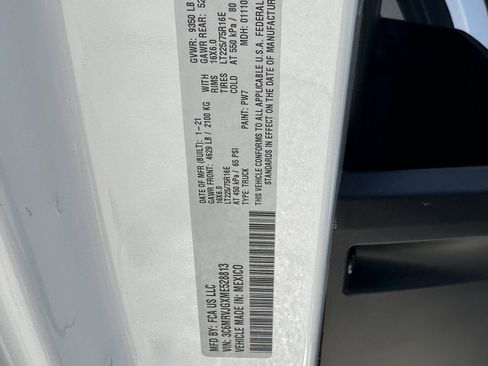 MFD BY: FCA US LLC
VIN: 3C6MRVJGXME528813
VEHICLE MADE IN: MEXICO
DATE OF MFR (BUILT): 1-21
GAWR FRONT: 4629 LB / 2100 KG
16X6.0
LT225/75R16E
AT 450 kPa / 65 PSI
TYPE: TRUCK
GVWR: 9350 LB
GAWR REAR: 52
16X6.0
LT225/75R16E
AT 550 kPa / 80
MDH: 01110
WITH
RIMS
TIRES
COLD
PAINT: PW7
THIS VEHICLE CONFORMS TO ALL APPLICABLE U.S.A. FEDERAL
STANDARDS IN EFFECT ON THE DATE OF MANUFACTUR